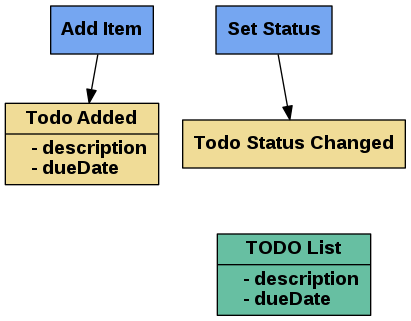 Add Item
Set Status
Todo Added
- description
- dueDate
Todo Status Changed
TODO List
- description
- dueDate